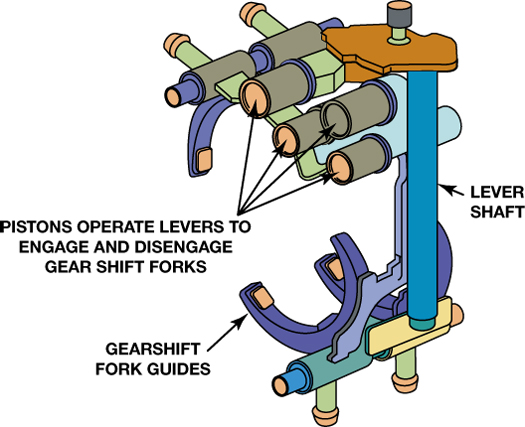 LEVER
SHAFT
PISTONS OPERATE LEVERS TO
ENGAGE AND DISENGAGE
GEAR SHIFT FORKS
GEARSHIFT
FORK GUIDES